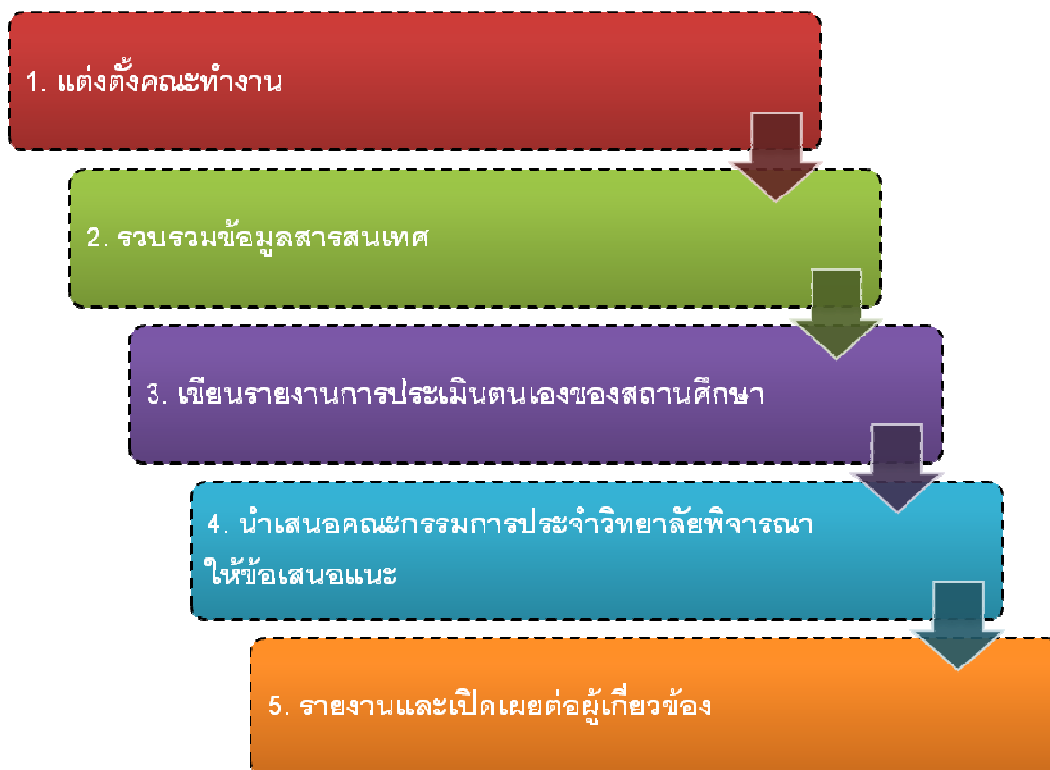 1. แต่งตั้งคณะทำงาน
2. รวบรวมข้อมูลสารสนเทศ
3. เขียนรายงานการประเมินตนเองของสถานศึกษา
4. นำเสนอคณะกรรมการประจำวิทยาลัยพิจารณา
ให้ข้อเสนอแนะ
5. รายงานและเปิดเผยต่อผู้เกี่ยวข้อง